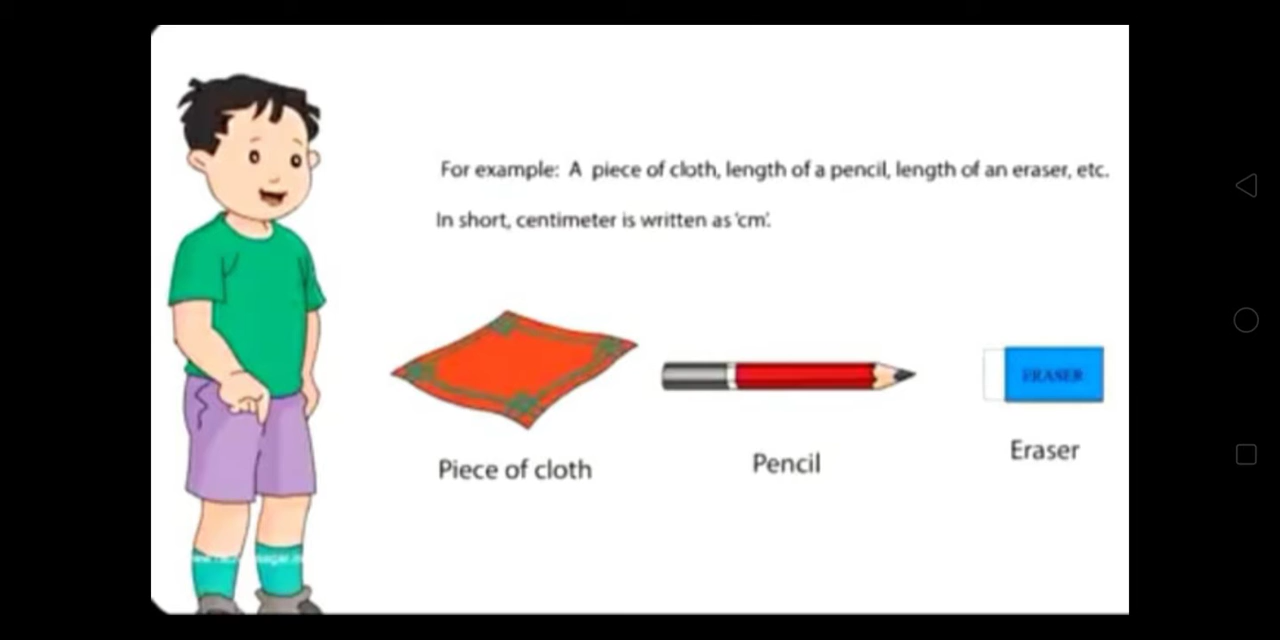 For example: A piece of cloth, length of a pencil, length of an eraser, etc.
In short, centimeter is written as 'cm'.
ERASER
Piece of cloth
Pencil
Eraser